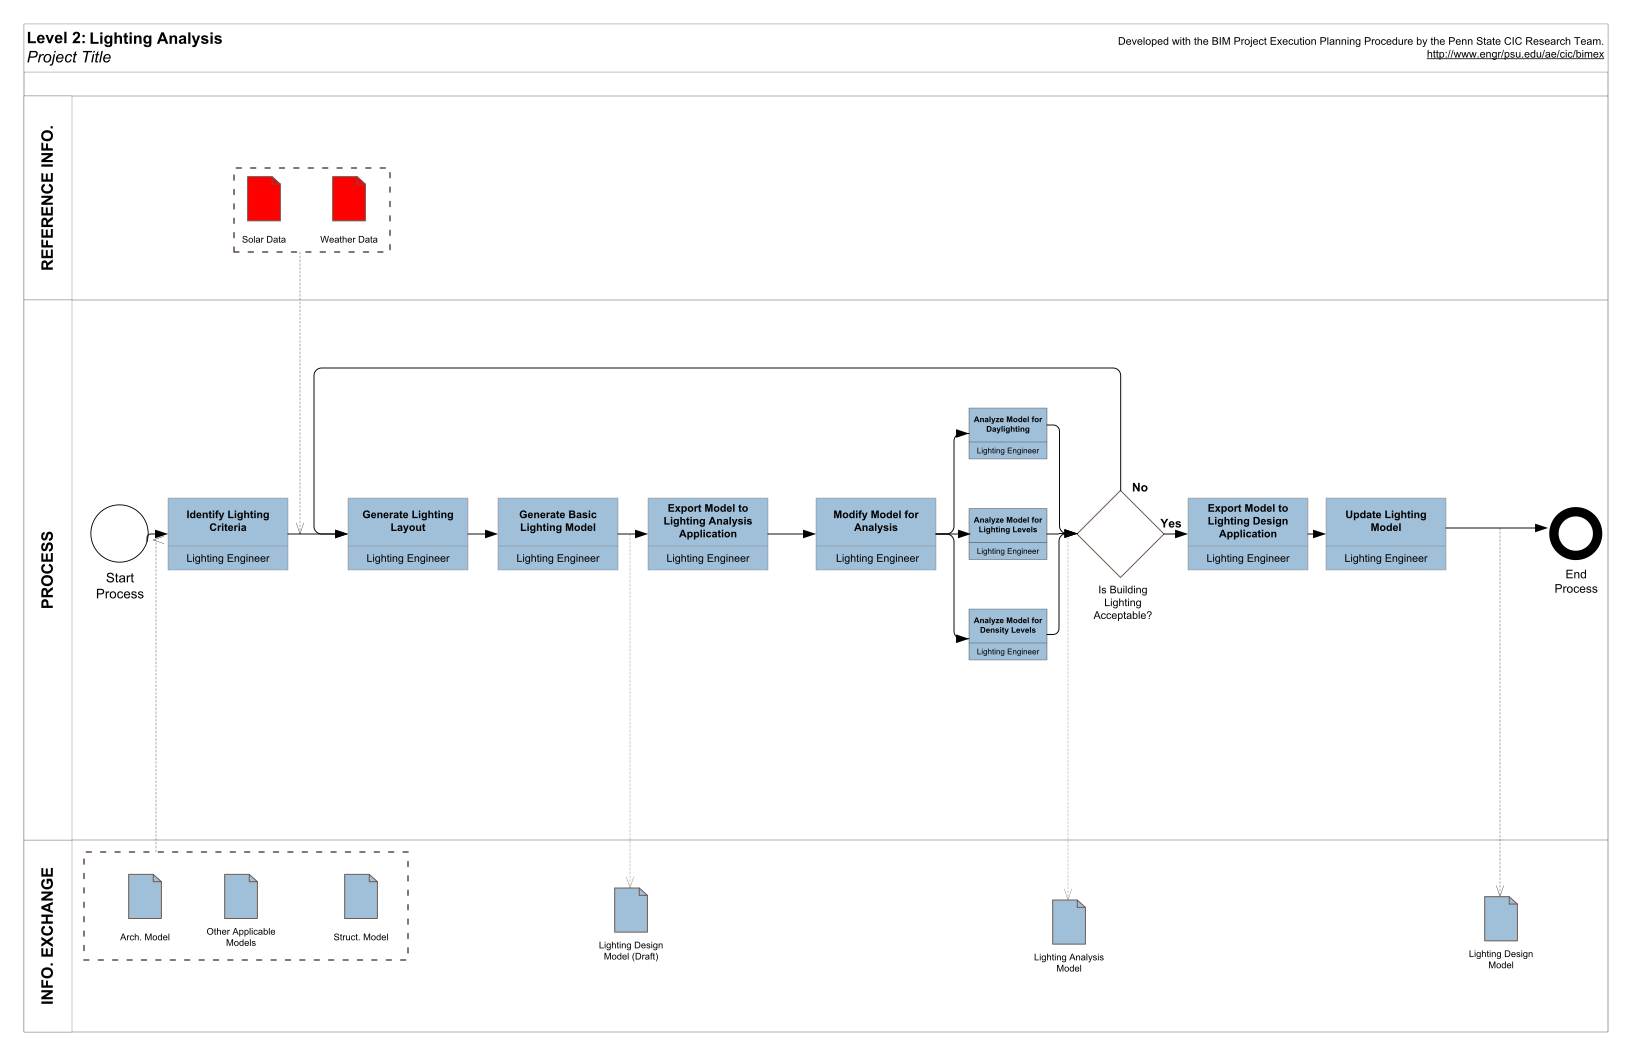 Level 2: Lighting Analysis
Project Title
Developed with the BIM Project Execution Planning Procedure by the Penn State CIC Research Team.
http://www.engr/psu.edu/ae/cic/bimex
REFERENCE INFO.
Solar Data
Weather Data
PROCESS
Start
Process
Identify Lighting
Criteria
Lighting Engineer
Generate Lighting
Layout
Lighting Engineer
Generate Basic
Lighting Model
Lighting Engineer
Export Model to
Lighting Analysis
Application
Lighting Engineer
Modify Model for
Analysis
Lighting Engineer
Analyze Model for
Daylighting
Lighting Engineer
Analyze Model for
Lighting Levels
Lighting Engineer
Analyze Model for
Density Levels
Lighting Engineer
No
Yes
Is Building
Lighting
Acceptable?
Export Model to
Lighting Design
Application
Lighting Engineer
Update Lighting
Model
Lighting Engineer
End
Process
INFO. EXCHANGE
Arch. Model
Other Applicable
Models
Struct. Model
Lighting Design
Model (Draft)
Lighting Analysis
Model
Lighting Design
Model